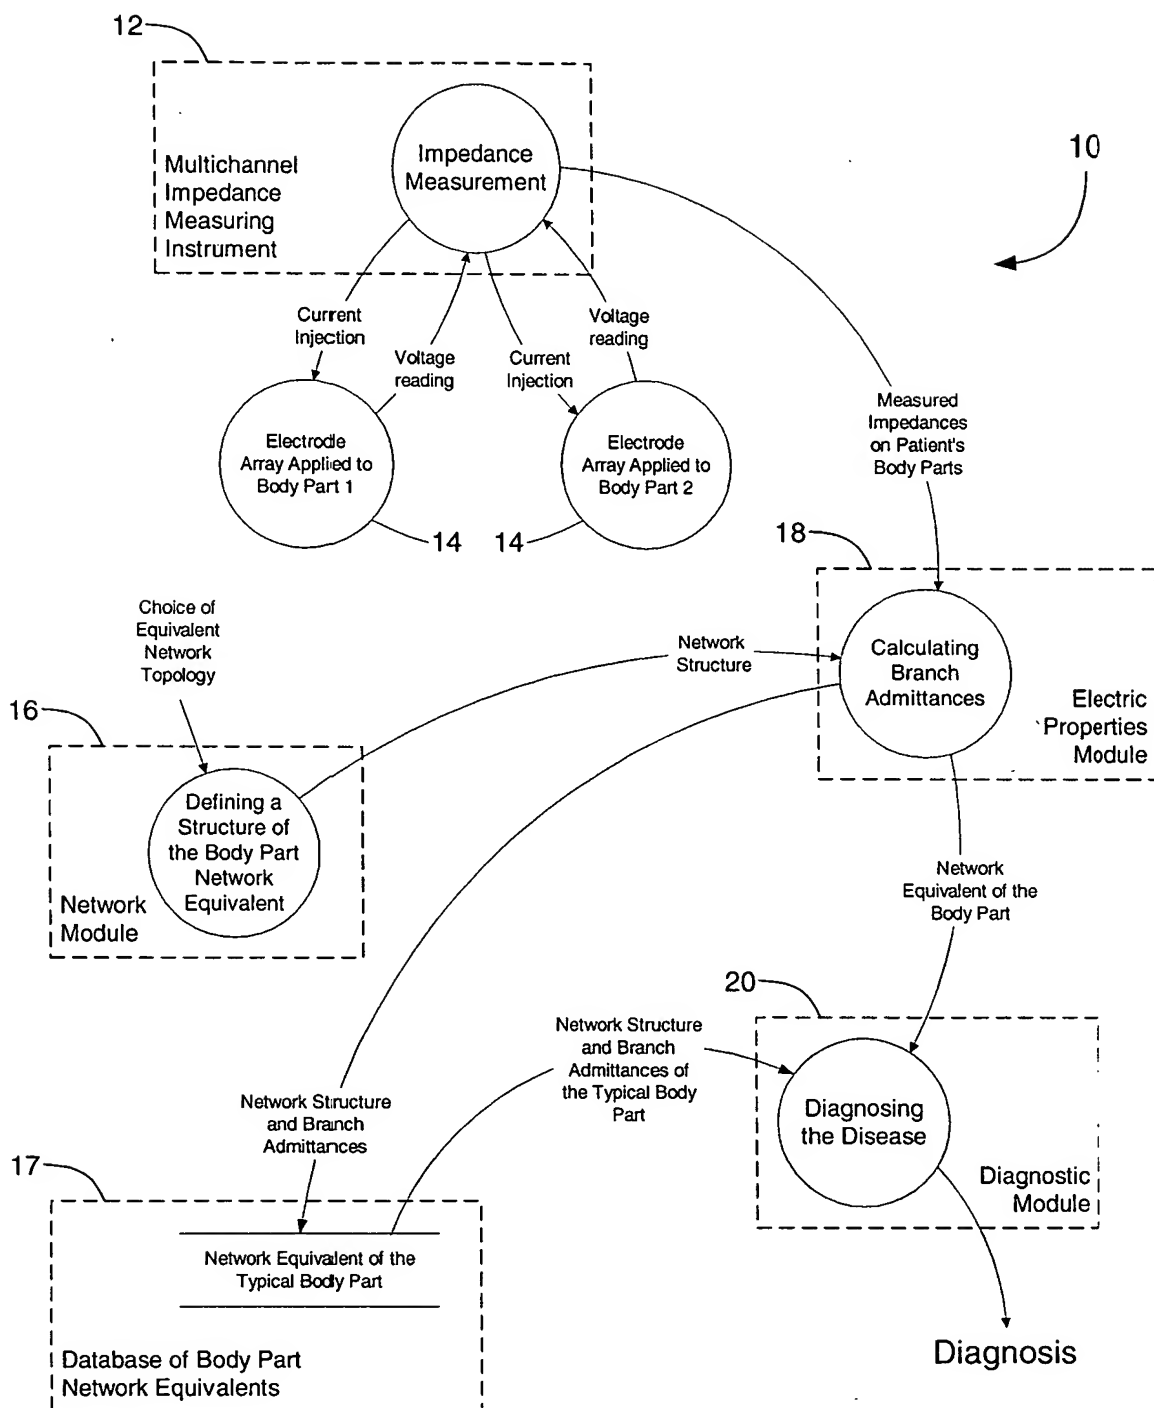 12
Multichannel
Impedance
Measuring
Instrument
Impedance
Measurement
10
Current
Injection
Voltage
reading
Current
Injection
Voltage
reading
Electrode
Array Applied to
Body Part 1
14
Electrode
Array Applied to
Body Part 2
14
Measured
Impedances
on Patient's
Body Parts
18
Calculating
Branch
Admittances
Electric
Properties
Module
Choice of
Equivalent
Network
Topology
Network
Structure
16
Defining a
Structure of
the Body Part
Network
Equivalent
Network
Module
Network
Equivalent of the
Body Part
20
Network Structure
and Branch
Admittances of
the Typical Body
Part
Diagnosing
the Disease
Diagnostic
Module
Network Structure
and Branch
Admittances
17
Network Equivalent of the
Typical Body Part
Database of Body Part
Network Equivalents
Diagnosis